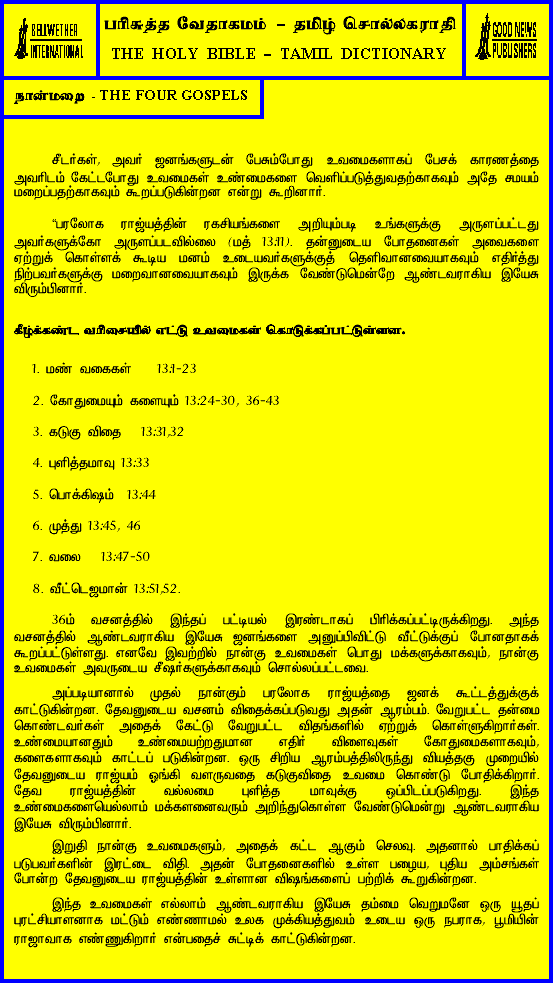 BELLWETHER
INTERNATIONAL
பரிசுத்த வேதாகமம் – தமிழ் சொல்லகராதி
THE HOLY BIBLE – TAMIL DICTIONARY
GOOD NEWS
PUBLISHERS
நான்மறை - THE FOUR GOSPELS
சீடர்கள், அவர் ஜனங்களுடன் பேசும்போது உவமைகளாகப் பேசக் காரணத்தை
அவரிடம் கேட்டபோது உவமைகள் உண்மைகளை வெளிப்படுத்துவதற்காகவும் அதே சமயம்
மறைப்பதற்காகவும் கூறப்படுகின்றன என்று கூறினார்.
"பரலோக ராஜ்யத்தின் ரகசியங்களை அறியும்படி உங்களுக்கு அருளப்பட்டது
அவர்களுக்கோ அருளப்படவில்லை (மத் 13:11). தன்னுடைய போதனைகள் அவைகளை
ஏற்றுக் கொள்ளக் கூடிய மனம் உடையவர்களுக்குத் தெளிவானவையாகவும் எதிர்த்து
நிற்பவர்களுக்கு மறைவானவையாகவும் இருக்க வேண்டுமென்றே ஆண்டவராகிய இயேசு
விரும்பினார்.
கீழ்க்கண்ட வரிசையில் எட்டு உவமைகள் கொடுக்கப்பட்டுள்ளன.
1. மண் வகைகள் 13:1-23
2. கோதுமையும் களையும் 13:24-30, 36-43
3. கடுகு விதை 13:31,32
4. புளித்தமாவு 13:33
5. பொக்கிஷம் 13:44
6. முத்து 13:45, 46
7. வலை 13:47-50
8. வீட்டெஜமான் 13:51,52.
36ம் வசனத்தில் இந்தப் பட்டியல் இரண்டாகப் பிரிக்கப்பட்டிருக்கிறது. அந்த
வசனத்தில் ஆண்டவராகிய இயேசு ஜனங்களை அனுப்பிவிட்டு வீட்டுக்குப் போனதாகக்
கூறப்பட்டுள்ளது. எனவே இவற்றில் நான்கு உவமைகள் பொது மக்களுக்காகவும், நான்கு
உவமைகள் அவருடைய சீஷர்களுக்காகவும் சொல்லப்பட்டவை.
அப்படியானால் முதல் நான்கும் பரலோக ராஜ்யத்தை ஜனக் கூட்டத்துக்குக்
காட்டுகின்றன. தேவனுடைய வசனம் விதைக்கப்படுவது அதன் ஆரம்பம். வேறுபட்ட தன்மை
கொண்டவர்கள் அதைக் கேட்டு வேறுபட்ட விதங்களில் ஏற்றுக் கொள்ளுகிறார்கள்.
உண்மையானதும் உண்மையற்றதுமான எதிர் விளைவுகள் கோதுமைகளாகவும்,
களைகளாகவும் காட்டப் படுகின்றன. ஒரு சிறிய ஆரம்பத்திலிருந்து வியத்தகு முறையில்
தேவனுடைய ராஜ்யம் ஓங்கி வளருவதை கடுகுவிதை உவமை கொண்டு போதிக்கிறார்.
தேவ ராஜ்யத்தின் வல்லமை புளித்த மாவுக்கு ஒப்பிடப்படுகிறது. இந்த
உண்மைகளையெல்லாம் மக்களனைவரும் அறிந்துகொள்ள வேண்டுமென்று ஆண்டவராகிய
இயேசு விரும்பினார்.
இறுதி நான்கு உவமைகளும், அதைக் கட்ட ஆகும் செலவு. அதனால் பாதிக்கப்
படுபவர்களின் இரட்டை விதி. அதன் போதனைகளில் உள்ள பழைய, புதிய அம்சங்கள்
போன்ற தேவனுடைய ராஜ்யத்தின் உள்ளான விஷங்களைப் பற்றிக் கூறுகின்றன.
இந்த உவமைகள் எல்லாம் ஆண்டவராகிய இயேசு தம்மை வெறுமனே ஒரு யூதப்
புரட்சியாளனாக மட்டும் எண்ணாமல் உலக முக்கியத்துவம் உடைய ஒரு நபராக, பூமியின்
ராஜாவாக எண்ணுகிறார் என்பதைச் சுட்டிக் காட்டுகின்றன.